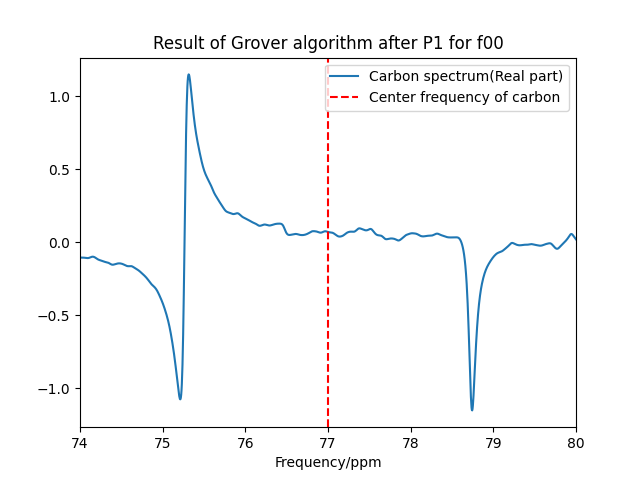 Result of Grover algorithm after P1 for f00
Carbon spectrum(Real part)
Center frequency of carbon
1.0
0.5
0.0
−0.5
−1.0
74 75 76 77 78 79 80
Frequency/ppm